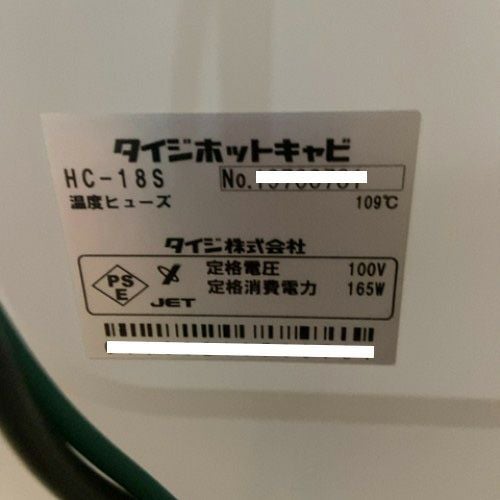 タイジホットキャビ
HC-18S No.
温度ヒューズ 109℃
タイジ株式会社
PSE 定格電圧 100V
JET 定格消費電力 165W